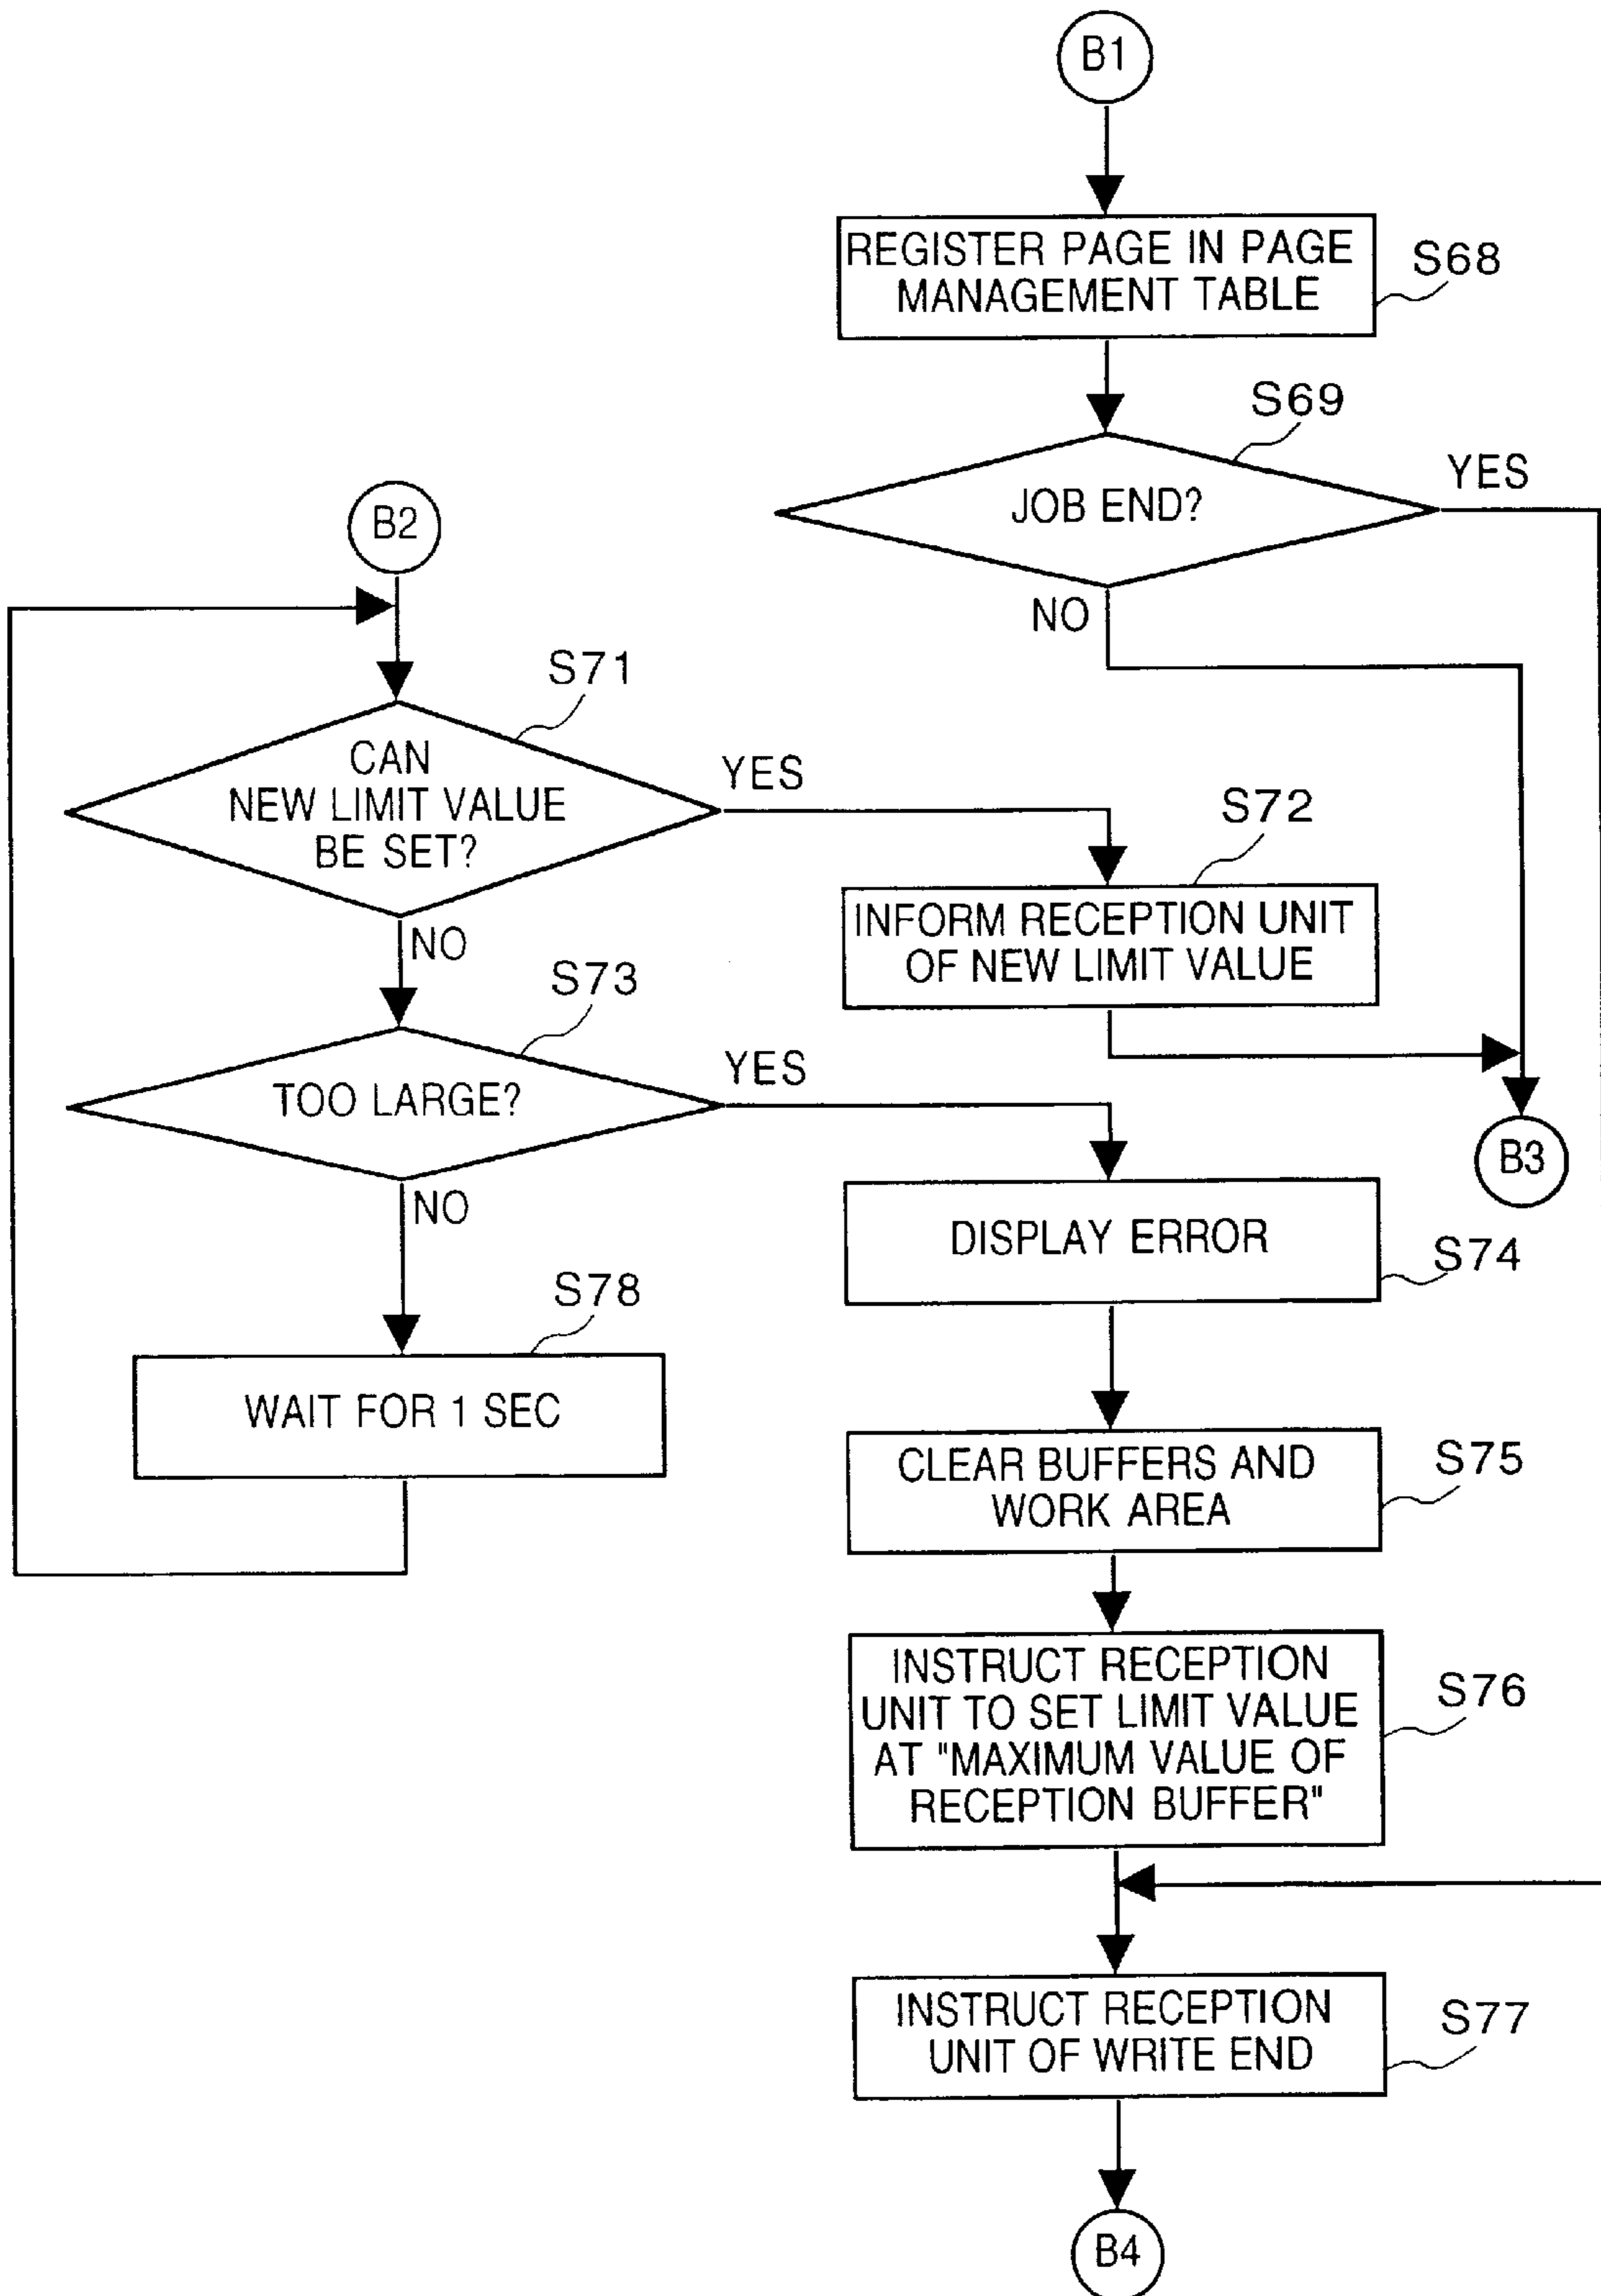 B1
REGISTER PAGE IN PAGE
MANAGEMENT TABLE
S68
S69
JOB END?
YES
NO
B2
S71
CAN
NEW LIMIT VALUE
BE SET?
YES
NO
S72
INFORM RECEPTION UNIT
OF NEW LIMIT VALUE
S73
TOO LARGE?
YES
NO
B3
DISPLAY ERROR
S74
S78
WAIT FOR 1 SEC
CLEAR BUFFERS AND
WORK AREA
S75
INSTRUCT RECEPTION
UNIT TO SET LIMIT VALUE
AT "MAXIMUM VALUE OF
RECEPTION BUFFER"
S76
INSTRUCT RECEPTION
UNIT OF WRITE END
S77
B4